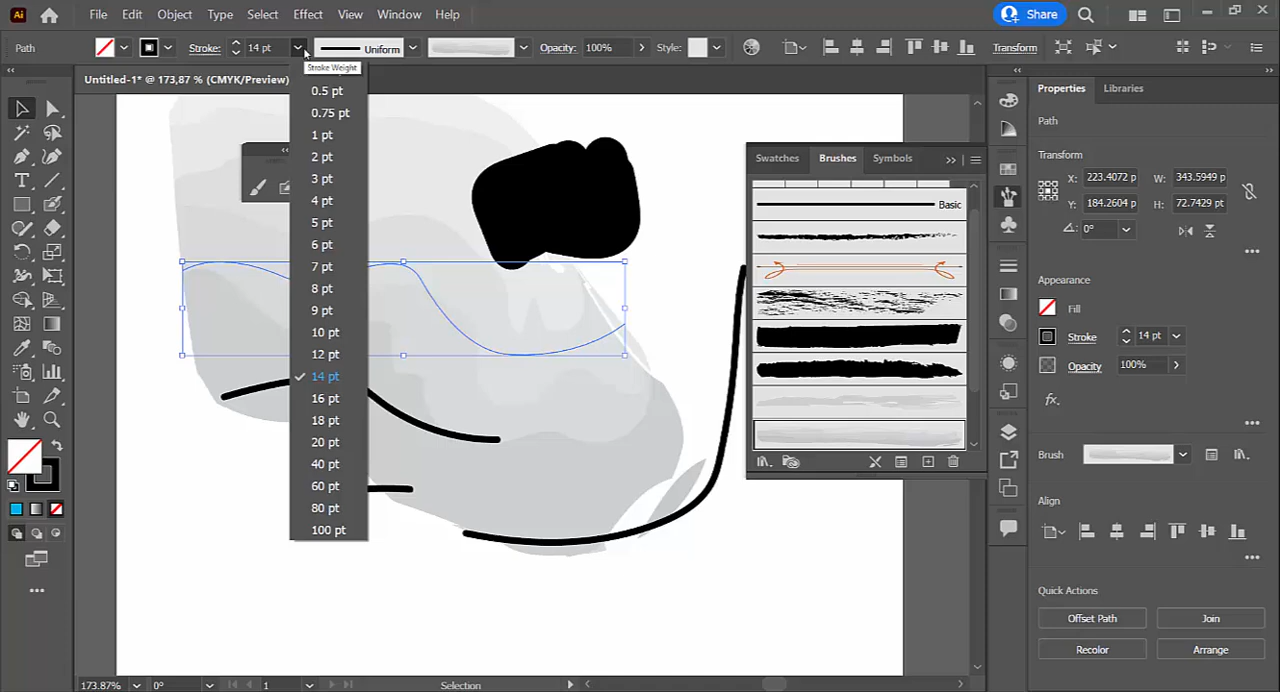 Ai File Edit Object Type Select Effect View Window Help Share
Path Stroke: 14 pt Uniform Opacity: 100% Style: Transform
Stroke Weight
Untitled-1* @ 173,87 % (CMYK/Preview)
0.5 pt
0.75 pt
1 pt
2 pt
3 pt
4 pt
5 pt
6 pt
7 pt
8 pt
9 pt
10 pt
12 pt
14 pt
16 pt
18 pt
20 pt
40 pt
60 pt
80 pt
100 pt
Swatches Brushes Symbols
Basic
Properties Libraries
Path
Transform
X: 223.4072 p W: 343.5949 p
Y: 184.2604 p H: 72.7429 pt
0°
Appearance
Fill
Stroke 14 pt
Opacity 100%
fx.
Brush
Align
Quick Actions
Offset Path Join
Recolor Arrange
173.87% 0° 1 Selection